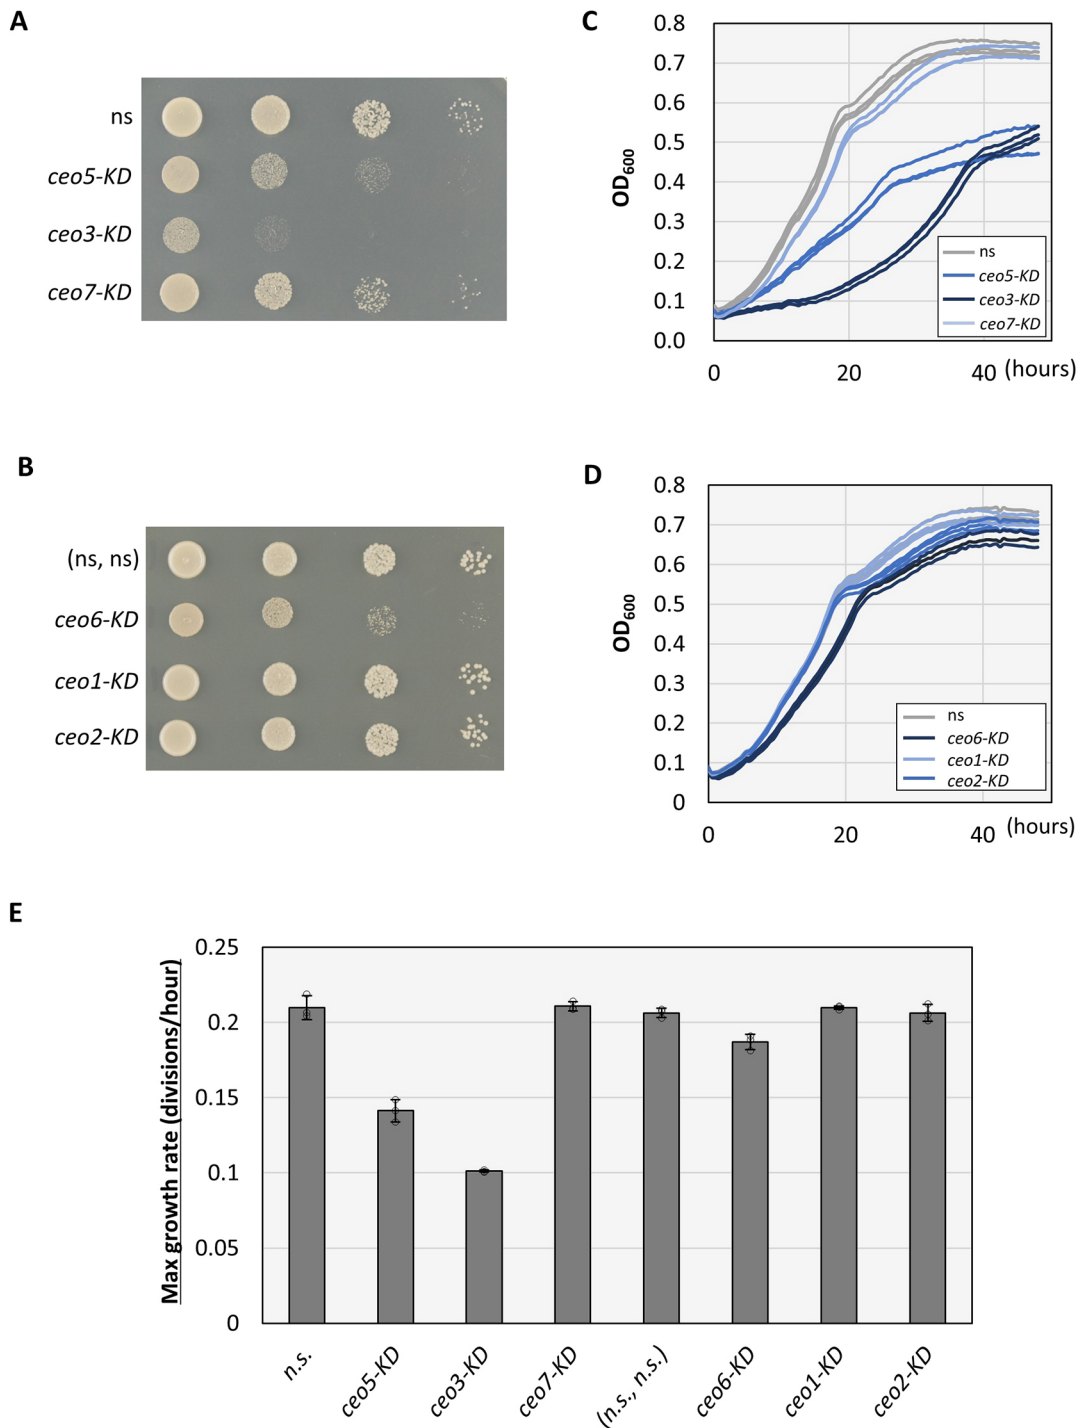 A
ns
ceo5-KD
ceo3-KD
ceo7-KD
C
OD600
0.8
0.7
0.6
0.5
0.4
0.3
0.2
0.1
0.0
0
20
40
(hours)
ns
ceo5-KD
ceo3-KD
ceo7-KD
B
(ns, ns)
ceo6-KD
ceo1-KD
ceo2-KD
D
OD600
0.8
0.7
0.6
0.5
0.4
0.3
0.2
0.1
0
0
20
40
(hours)
ns
ceo6-KD
ceo1-KD
ceo2-KD
E
Max growth rate (divisions/hour)
0.25
0.2
0.15
0.1
0.05
0
n.s.
ceo5-KD
ceo3-KD
ceo7-KD
(n.s., n.s.)
ceo6-KD
ceo1-KD
ceo2-KD